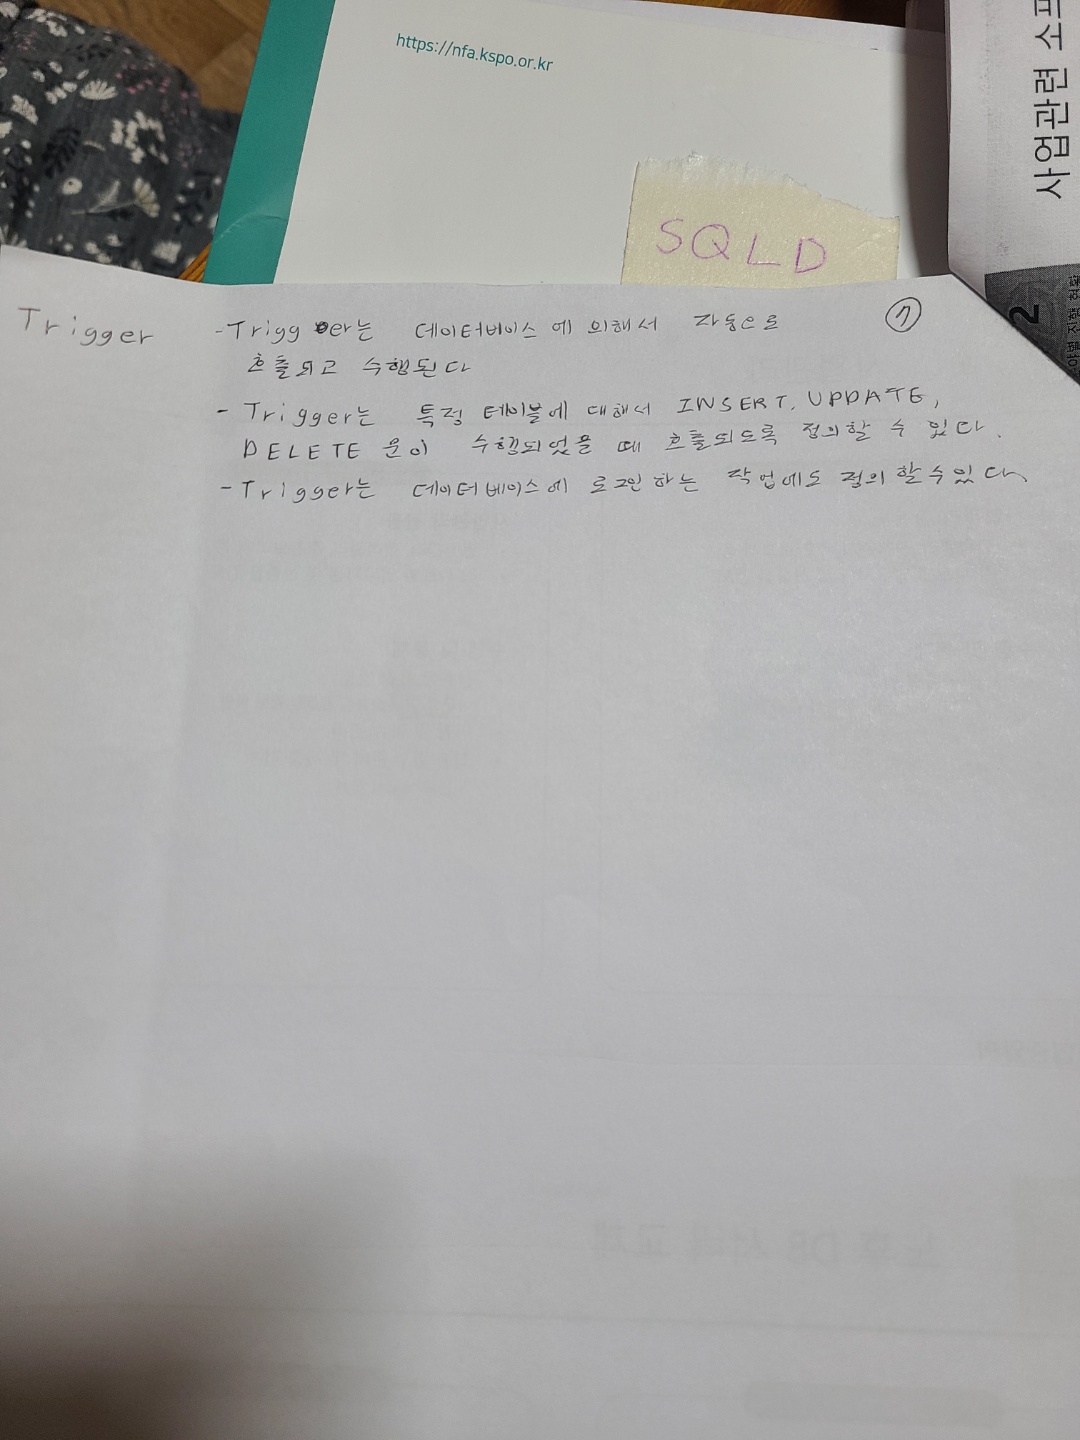 https://nfa.kspo.or.kr
사업관련 소프
SQLD
2
Trigger
⑦
- Trigger는 데이터베이스에 의해서 자동으로
호출되고 수행된다
- Trigger는 특정 테이블에 대해서 INSERT, UPDATE,
DELETE 문이 수행되었을 때 호출되도록 정의할 수 있다.
- Trigger는 데이터베이스에 로그인하는 작업에도 정의할 수 있다.